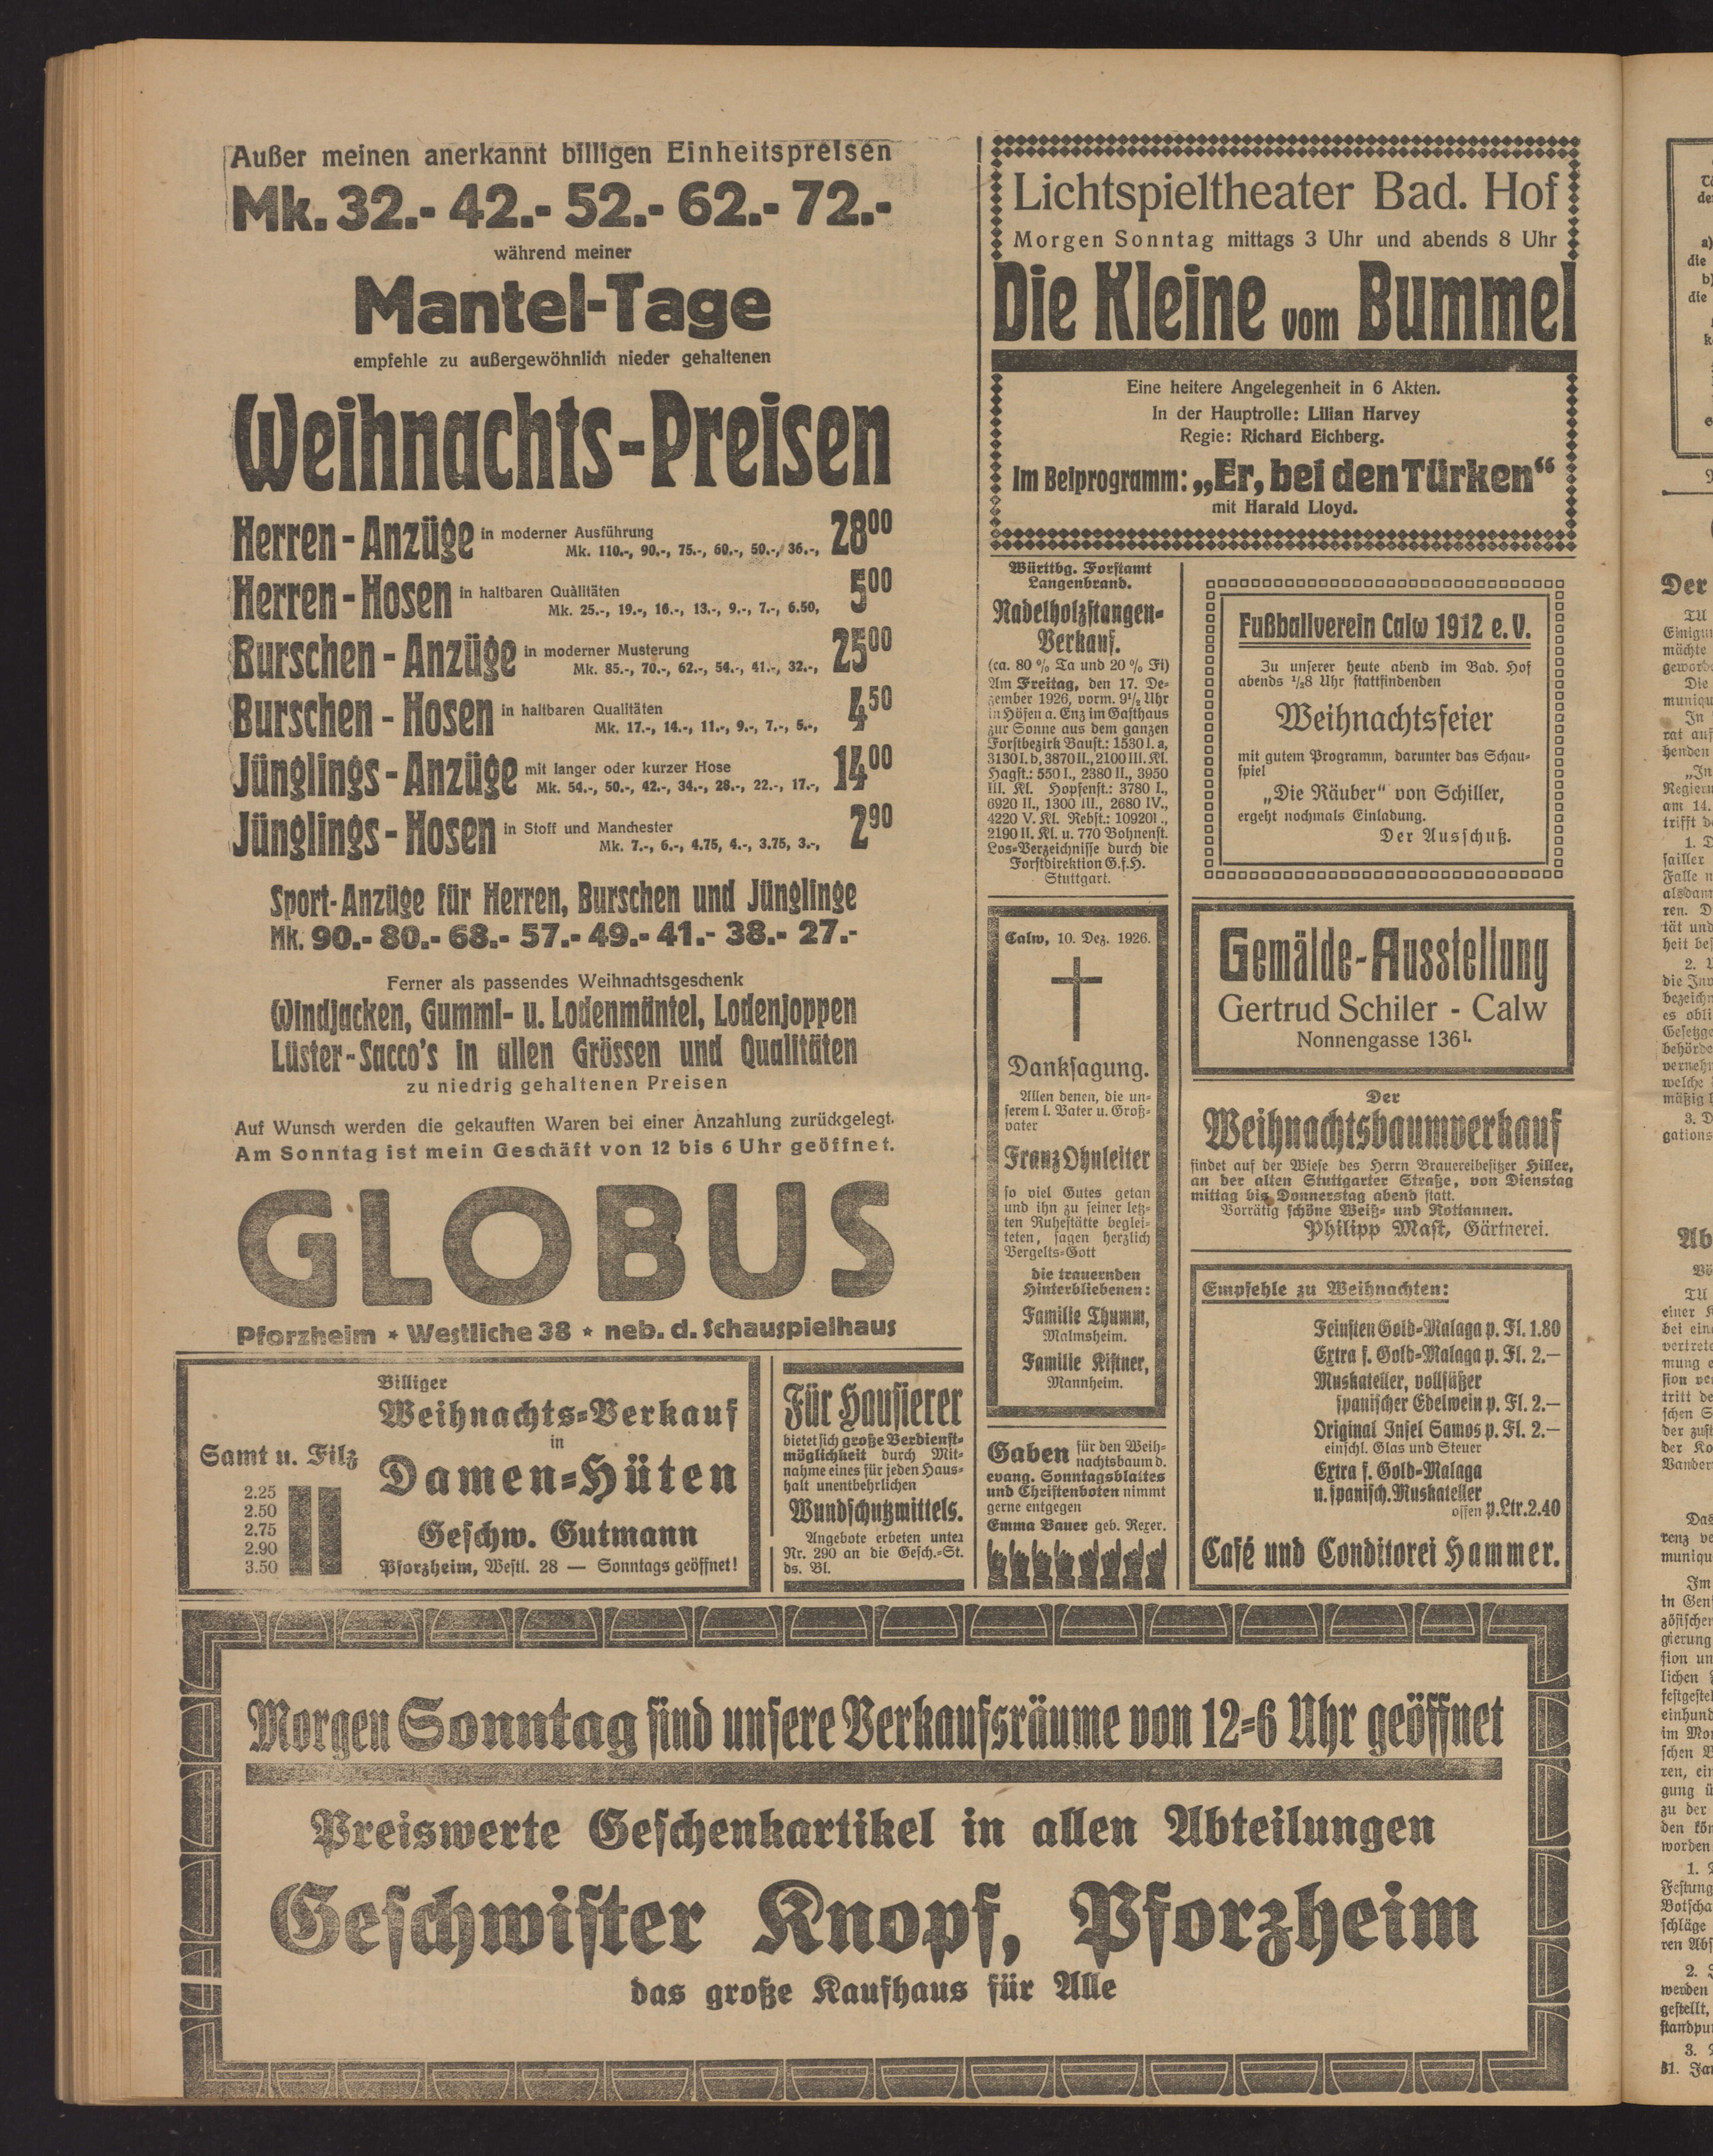 Außer meinen anerkannt billigen Einheitspreisen
Mk. 32.- 42.- 52.- 62.- 72.-
während meiner
Mantel-Tage
empfehle zu außergewöhnlich nieder gehaltenen
Weihnachts-Preisen
Herren-Anzüge in moderner Ausführung
Mk. 110.-, 90.-, 75.-, 60.-, 50.-, 36.-, 28⁰⁰
Herren-Hosen in haltbaren Qualitäten
Mk. 25.-, 19.-, 16.-, 13.-, 9.-, 7.-, 6.50, 5⁰⁰
Burschen-Anzüge in moderner Musterung
Mk. 85.-, 70.-, 62.-, 54.-, 41.-, 32.-, 25⁰⁰
Burschen-Hosen in haltbaren Qualitäten
Mk. 17.-, 14.-, 11.-, 9.-, 7.-, 5.-, 4⁵⁰
Jünglings-Anzüge mit langer oder kurzer Hose
Mk. 54.-, 50.-, 42.-, 34.-, 28.-, 22.-, 17.-, 14⁰⁰
Jünglings-Hosen in Stoff und Manchester
Mk. 7.-, 6.-, 4.75, 4.-, 3.75, 3.-, 2⁹⁰
Sport-Anzüge für Herren, Burschen und Jünglinge
Mk. 90.- 80.- 68.- 57.- 49.- 41.- 38.- 27.-
Ferner als passendes Weihnachtsgeschenk
Windjacken, Gummi- u. Lodenmäntel, Lodenjoppen
Lüster-Sacco's in allen Grössen und Qualitäten
zu niedrig gehaltenen Preisen
Auf Wunsch werden die gekauften Waren bei einer Anzahlung zurückgelegt.
Am Sonntag ist mein Geschäft von 12 bis 6 Uhr geöffnet.
GLOBUS
Pforzheim * Westliche 38 * neb. d. Schauspielhaus
Samt u. Filz
2.25
2.50
2.75
2.90
3.50
Billiger
Weihnachts-Verkauf
in
Damen-Hüten
Geschw. Gutmann
Pforzheim, Westl. 28 — Sonntags geöffnet!
Für Hausierer
bietet sich große Verdienst-
möglichkeit durch Mit-
nahme eines für jeden Haus-
halt unentbehrlichen
Wundschutzmittels.
Angebote erbeten unter
Nr. 290 an die Gesch.-St.
ds. Bl.
Lichtspieltheater Bad. Hof
Morgen Sonntag mittags 3 Uhr und abends 8 Uhr
Die Kleine vom Bummel
Eine heitere Angelegenheit in 6 Akten.
In der Hauptrolle: Lilian Harvey
Regie: Richard Eichberg.
Im Beiprogramm: „Er, bei den Türken“
mit Harald Lloyd.
Württbg. Forstamt
Langenbrand.
Nadelholzstangen-
Verkauf.
(ca. 80 % Ta und 20 % Fi)
Am Freitag, den 17. De-
zember 1926, vorm. 9½ Uhr
in Höfen a. Enz im Gasthaus
zur Sonne aus dem ganzen
Forstbezirk Baust.: 1530 I. a,
3130 I. b, 3870 II., 2100 III. Kl.
Hagst.: 550 I., 2380 II., 3950
III. Kl. Hopfenst.: 3780 I.,
6920 II., 1300 III., 2680 IV.,
4220 V. Kl. Rebst.: 10920 I.,
2190 II. Kl. u. 770 Bohnenst.
Los-Verzeichnisse durch die
Forstdirektion G.f.H.
Stuttgart.
Calw, 10. Dez. 1926.
Danksagung.
Allen denen, die un-
serem l. Vater u. Groß-
vater
Franz Ohnleiter
so viel Gutes getan
und ihn zu seiner letz-
ten Ruhestätte beglei-
teten, sagen herzlich
Vergelts-Gott
die trauernden
Hinterbliebenen:
Familie Thumm,
Malmsheim.
Familie Kistner,
Mannheim.
Gaben für den Weih-
nachtsbaum d.
evang. Sonntagsblattes
und Christenboten nimmt
gerne entgegen
Emma Bauer geb. Rexer.
Fußballverein Calw 1912 e. V.
Zu unserer heute abend im Bad. Hof
abends ½8 Uhr stattfindenden
Weihnachtsfeier
mit gutem Programm, darunter das Schau-
spiel
„Die Räuber“ von Schiller,
ergeht nochmals Einladung.
Der Ausschuß.
Gemälde-Ausstellung
Gertrud Schiler - Calw
Nonnengasse 136 I.
Der
Weihnachtsbaumverkauf
findet auf der Wiese des Herrn Brauereibesitzer Hiller,
an der alten Stuttgarter Straße, von Dienstag
mittag bis Donnerstag abend statt.
Vorrätig schöne Weiß- und Rottannen.
Philipp Mast, Gärtnerei.
Empfehle zu Weihnachten:
Feinsten Gold-Malaga p. Fl. 1.80
Extra f. Gold-Malaga p. Fl. 2.—
Muskateller, vollsüßer
spanischer Edelwein p. Fl. 2.—
Original Insel Samos p. Fl. 2.—
einschl. Glas und Steuer
Extra f. Gold-Malaga
u. spanisch. Muskateller
offen p. Ltr. 2.40
Café und Conditorei Hammer.
Morgen Sonntag sind unsere Verkaufsräume von 12-6 Uhr geöffnet
Preiswerte Geschenkartikel in allen Abteilungen
Geschwister Knopf, Pforzheim
das große Kaufhaus für Alle